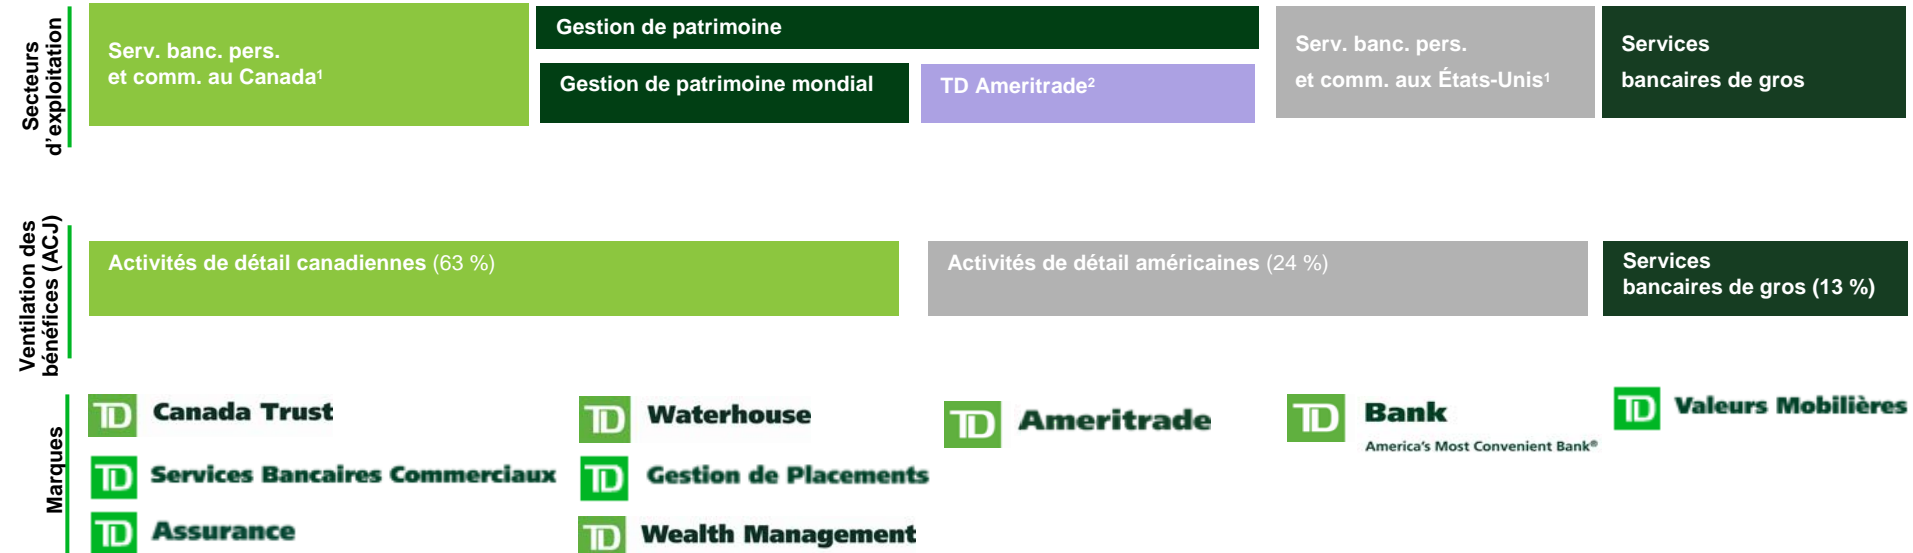 Secteurs
d'exploitation
Serv. banc. pers.
et comm. au Canada¹
Gestion de patrimoine
Gestion de patrimoine mondial
TD Ameritrade²
Serv. banc. pers.
et comm. aux États-Unis¹
Services
bancaires de gros
Ventilation des
bénéfices (ACJ)
Activités de détail canadiennes (63 %)
Activités de détail américaines (24 %)
Services
bancaires de gros (13 %)
Marques
TD Canada Trust
TD Services Bancaires Commerciaux
TD Assurance
TD Waterhouse
TD Gestion de Placements
TD Wealth Management
TD Ameritrade
TD Bank
America's Most Convenient Bank®
TD Valeurs Mobilières